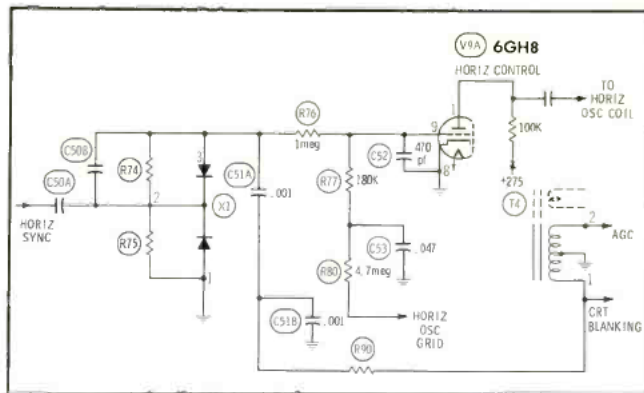 V9A 6GH8
HORIZ CONTROL
TO
HORIZ
OSC COIL
R76
1meg
1
9
8
C50B
R74
3
C52
470
pf
100K
C50A
C51A
.001
R77
180K
+275
2
X1
T4
HORIZ
SYNC
R75
C53
.047
2
AGC
1
R80
4.7meg
1
C51B
.001
HORIZ
OSC
GRID
CRT
BLANKING
R90